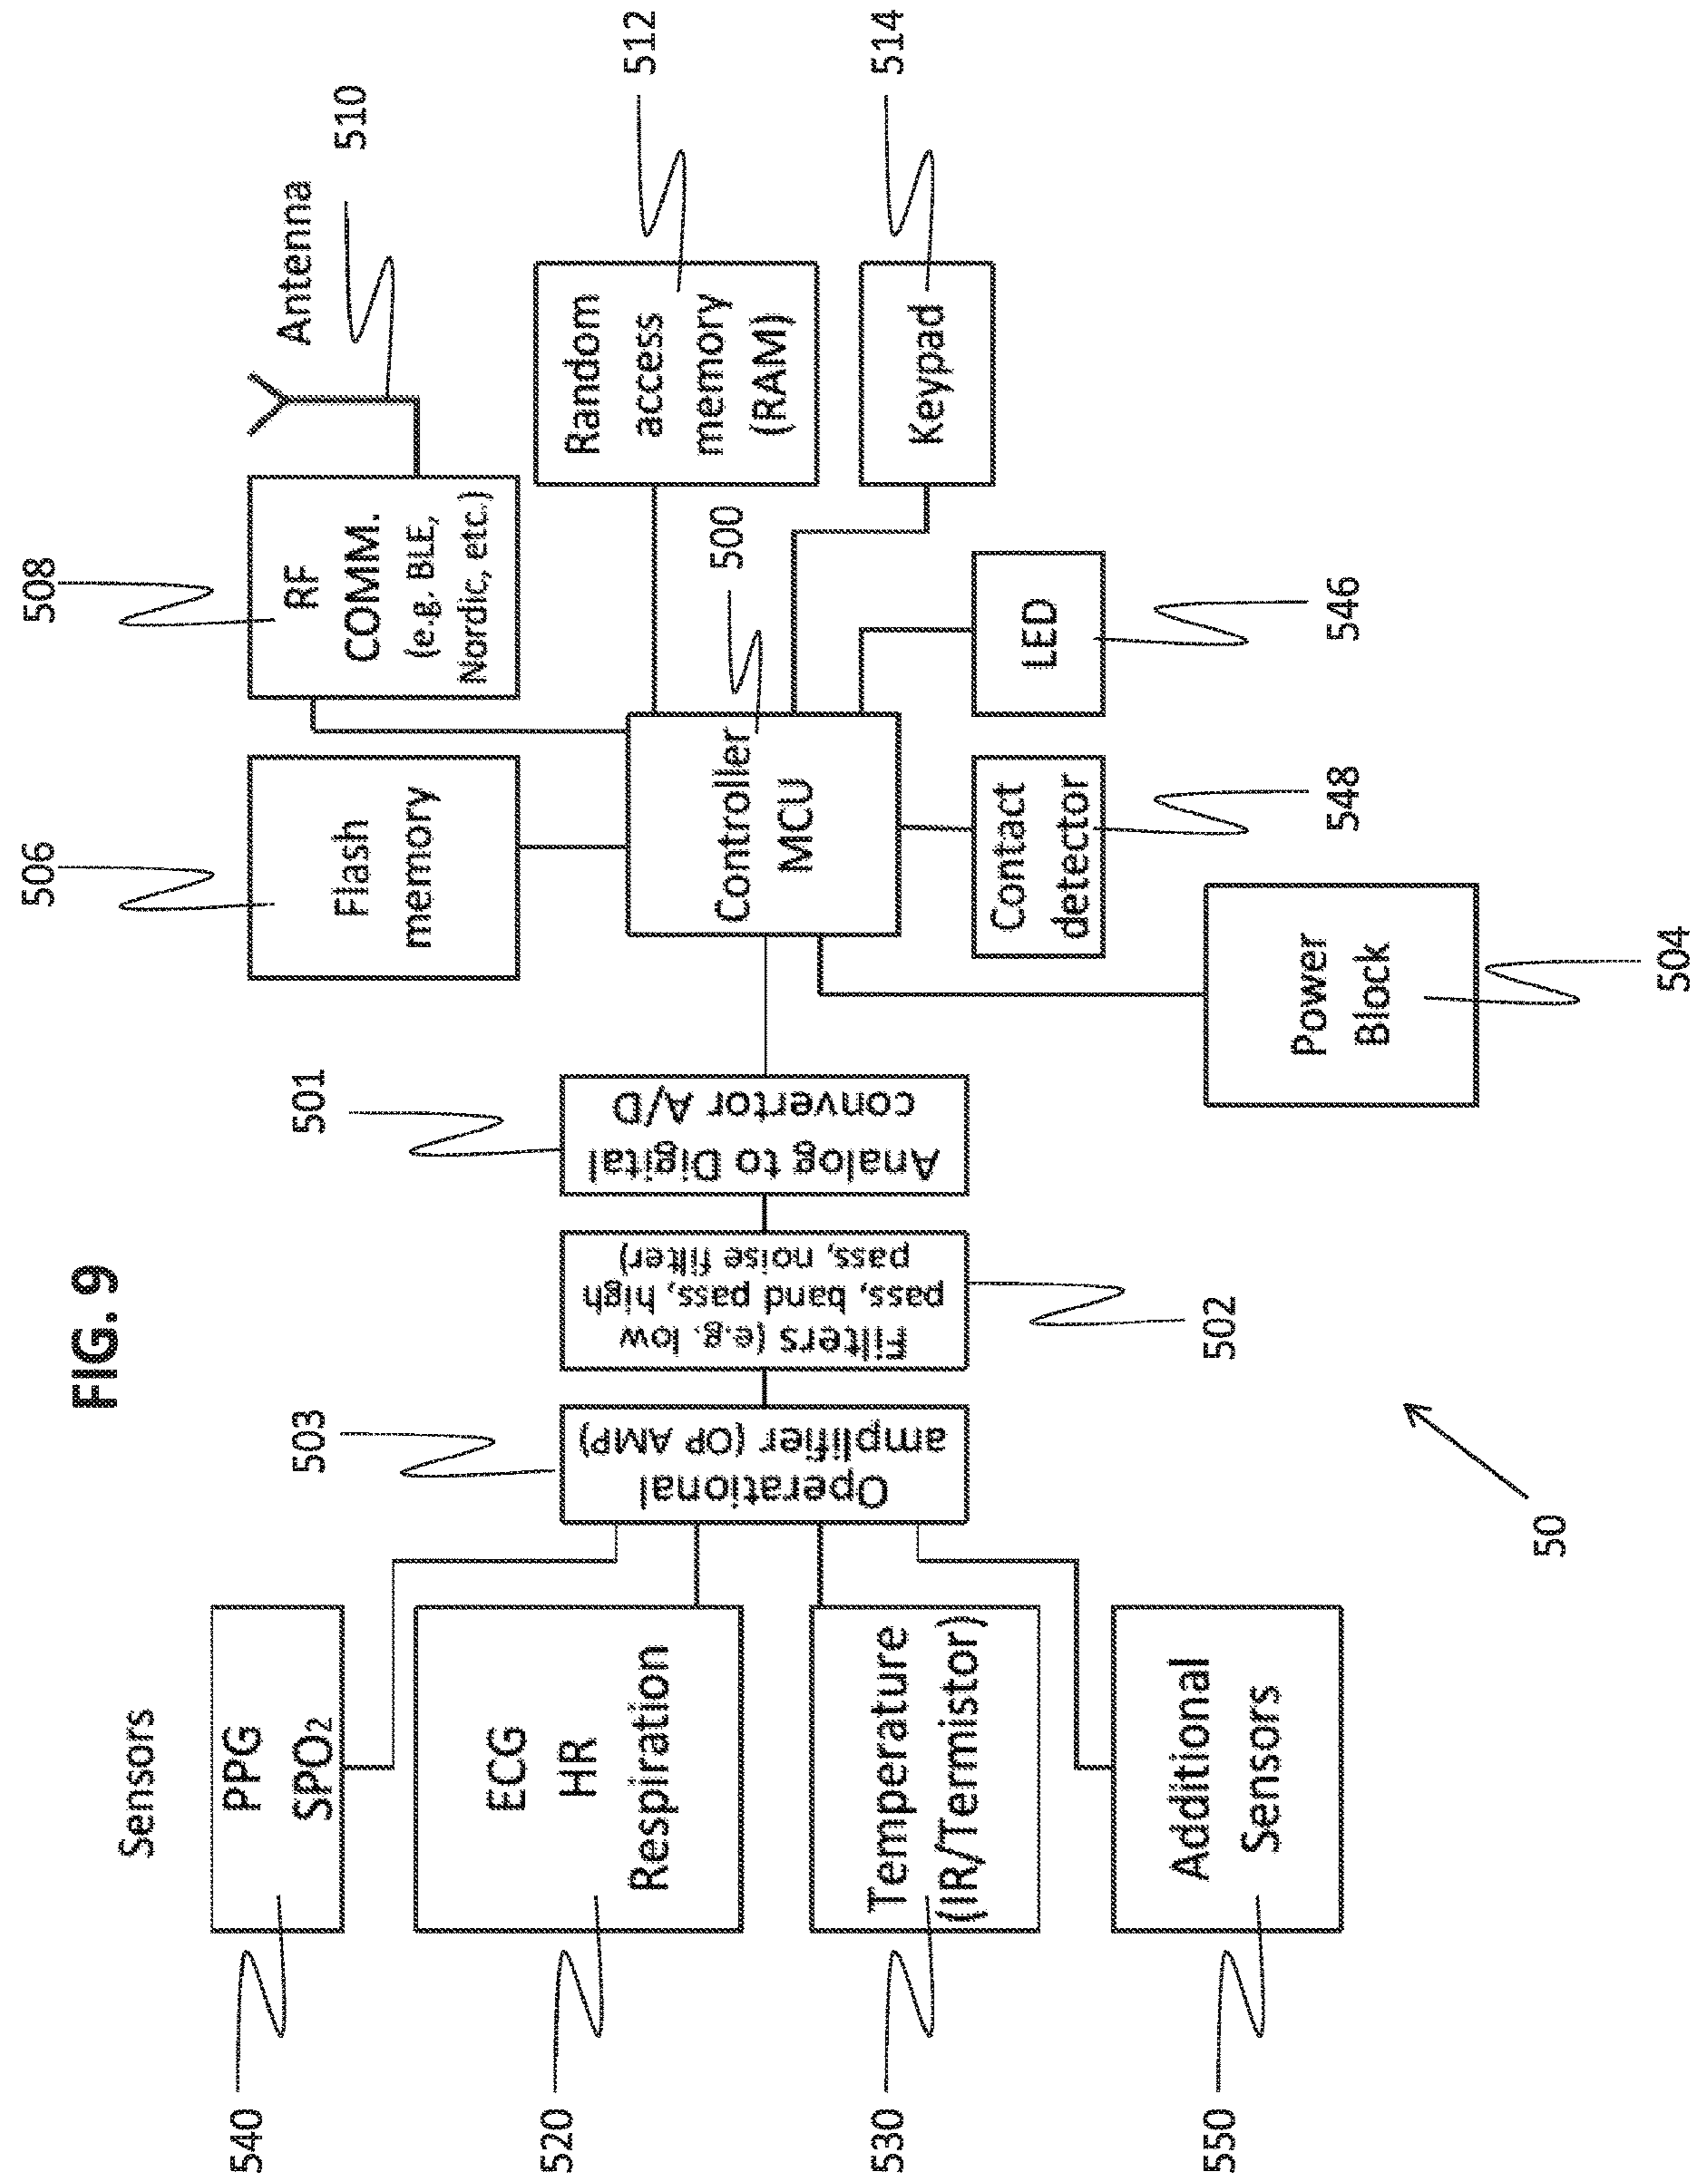 FIG. 9
Sensors
540
PPG
SPO₂
520
ECG
HR
Respiration
530
Temperature
(IR/Termistor)
550
Additional
Sensors
503
Operational
amplifier (OP AMP)
502
Filters (e.g. low
pass, band pass, high
pass, noise filter)
501
Analog to Digital
convertor A/D
506
Flash
memory
508
RF
COMM.
(e.g. BLE,
Nordic, etc.)
Antenna
510
500
Controller
MCU
512
Random
access
memory
(RAM)
514
Keypad
LED
546
Contact
detector
548
Power
Block
504
50